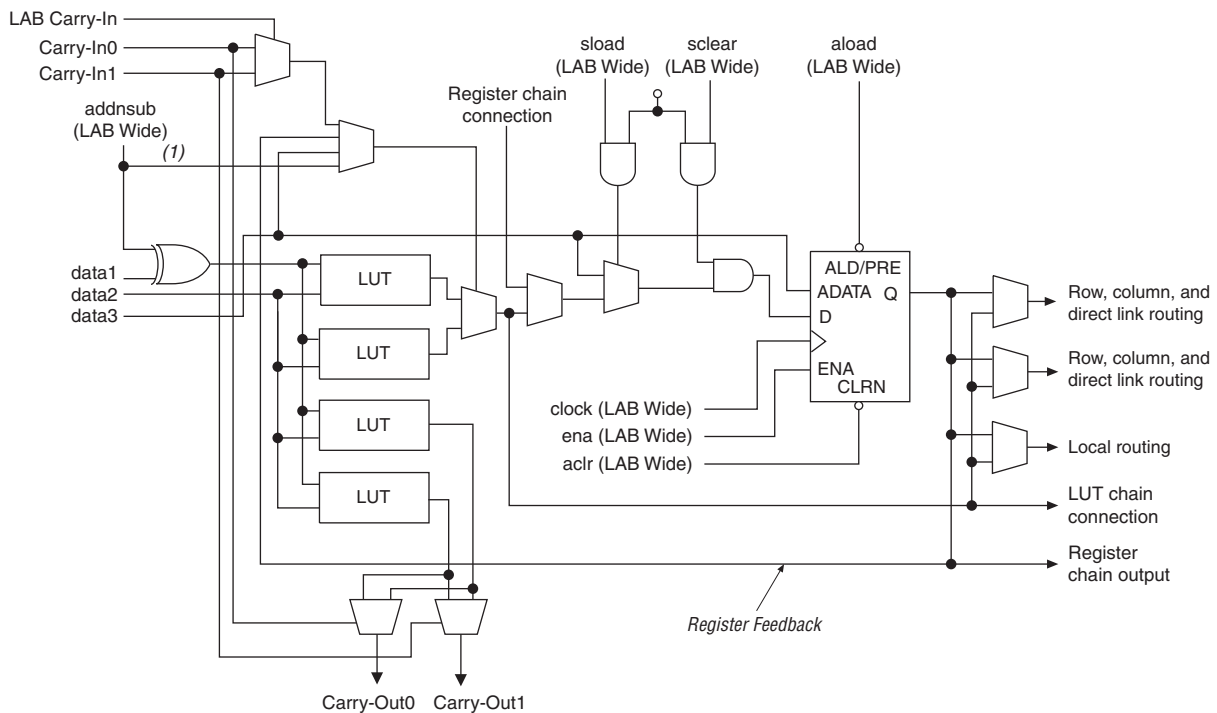 LAB Carry-In
Carry-In0
Carry-In1
addnsub
(LAB Wide)
(1)
data1
data2
data3
LUT
LUT
LUT
LUT
Register chain
connection
sload
(LAB Wide)
sclear
(LAB Wide)
aload
(LAB Wide)
ALD/PRE
ADATA
Q
D
ENA
CLRN
clock (LAB Wide)
ena (LAB Wide)
aclr (LAB Wide)
Row, column, and
direct link routing
Row, column, and
direct link routing
Local routing
LUT chain
connection
Register
chain output
Register Feedback
Carry-Out0
Carry-Out1